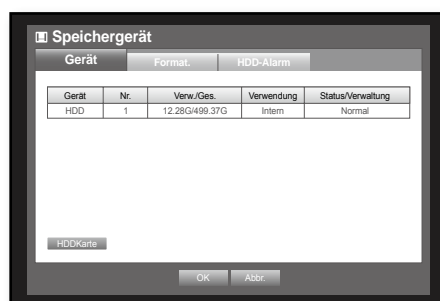 Speichergerät
Gerät Format. HDD-Alarm
Gerät Nr. Verw./Ges. Verwendung Status/Verwaltung
HDD 1 12.28G/499.37G Intern Normal
HDDKarte
OK Abbr.